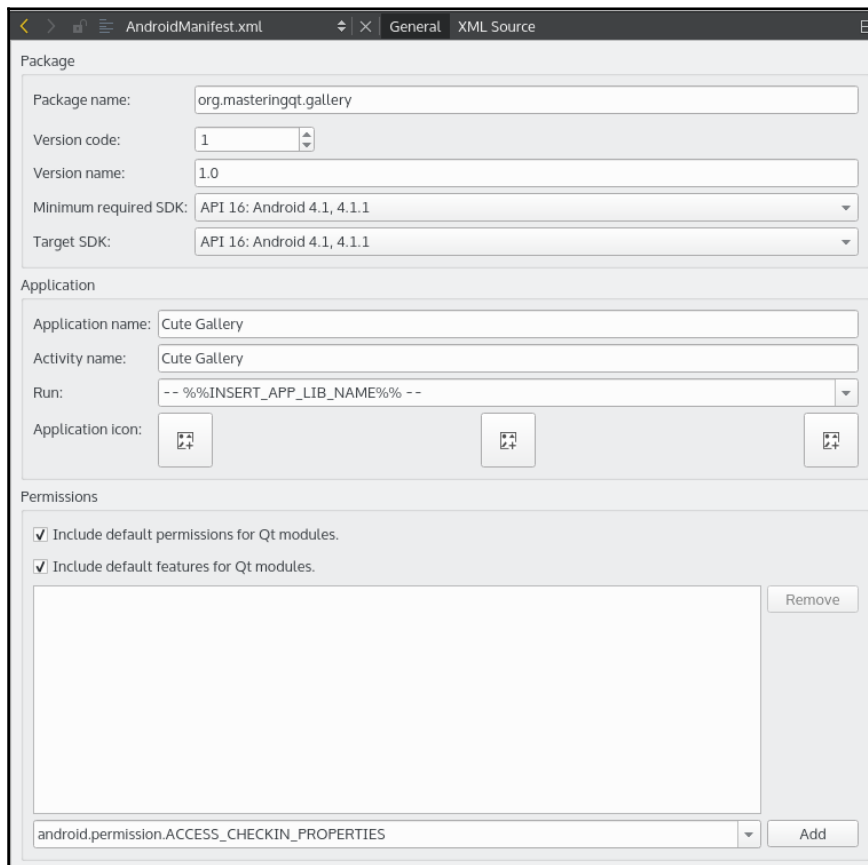 AndroidManifest.xml General XML Source
Package
Package name: org.masteringqt.gallery
Version code: 1
Version name: 1.0
Minimum required SDK: API 16: Android 4.1, 4.1.1
Target SDK: API 16: Android 4.1, 4.1.1
Application
Application name: Cute Gallery
Activity name: Cute Gallery
Run: -- %%INSERT_APP_LIB_NAME%% --
Application icon:
Permissions
Include default permissions for Qt modules.
Include default features for Qt modules.
Remove
android.permission.ACCESS_CHECKIN_PROPERTIES Add